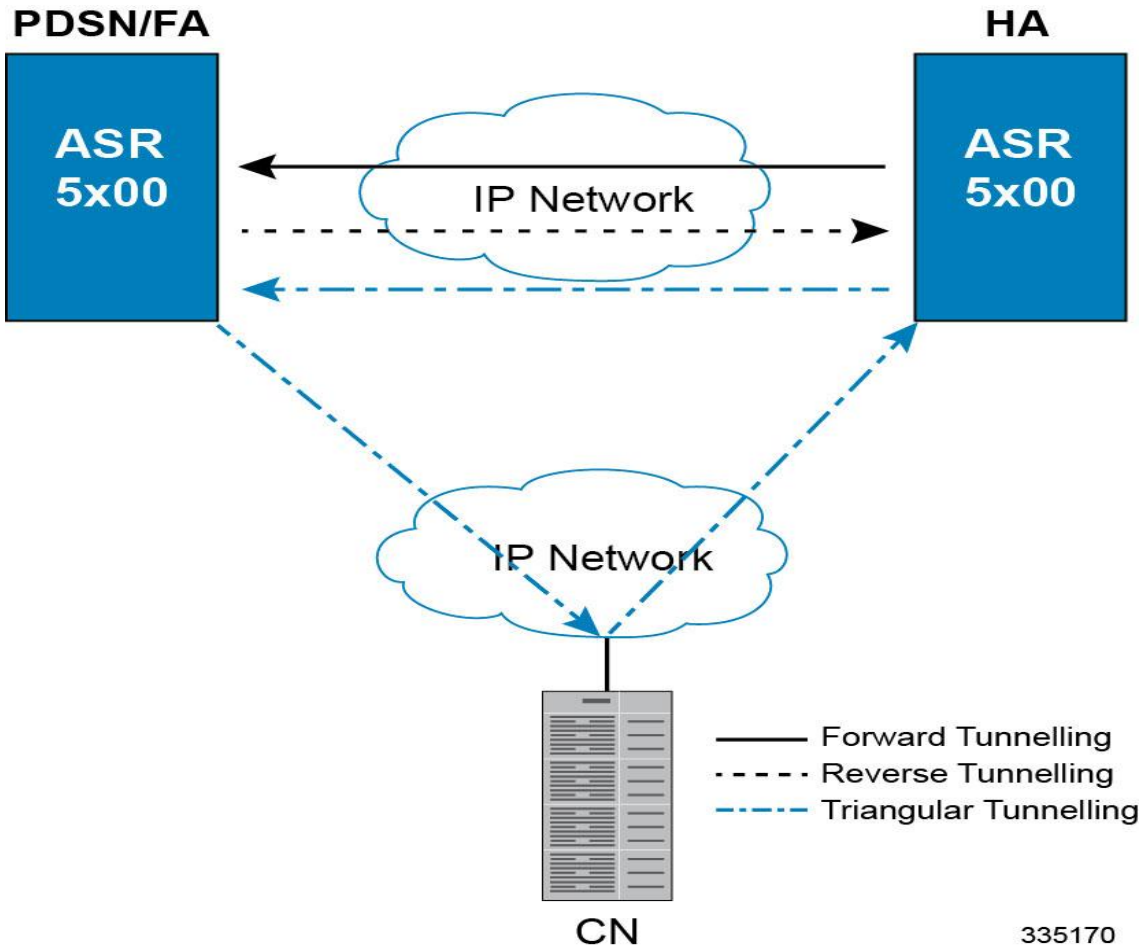 PDSN/FA
HA
ASR
5x00
ASR
5x00
IP Network
IP Network
Forward Tunnelling
Reverse Tunnelling
Triangular Tunnelling
CN
335170